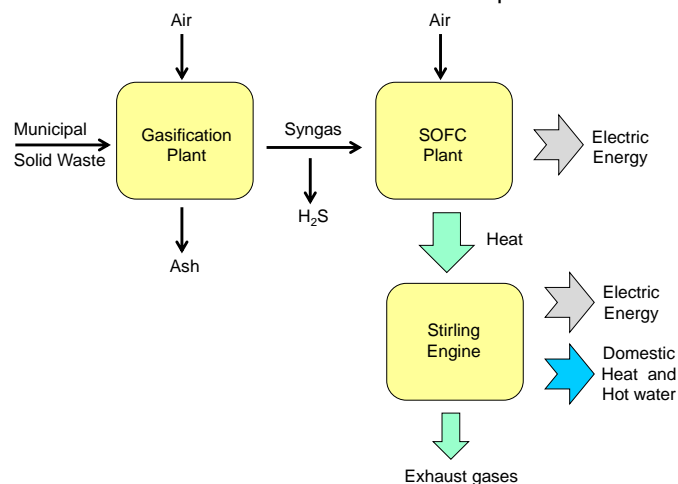 Air
Air
Municipal
Solid Waste
Gasification
Plant
Syngas
SOFC
Plant
Electric
Energy
H₂S
Ash
Heat
Stirling
Engine
Electric
Energy
Domestic
Heat and
Hot water
Exhaust gases